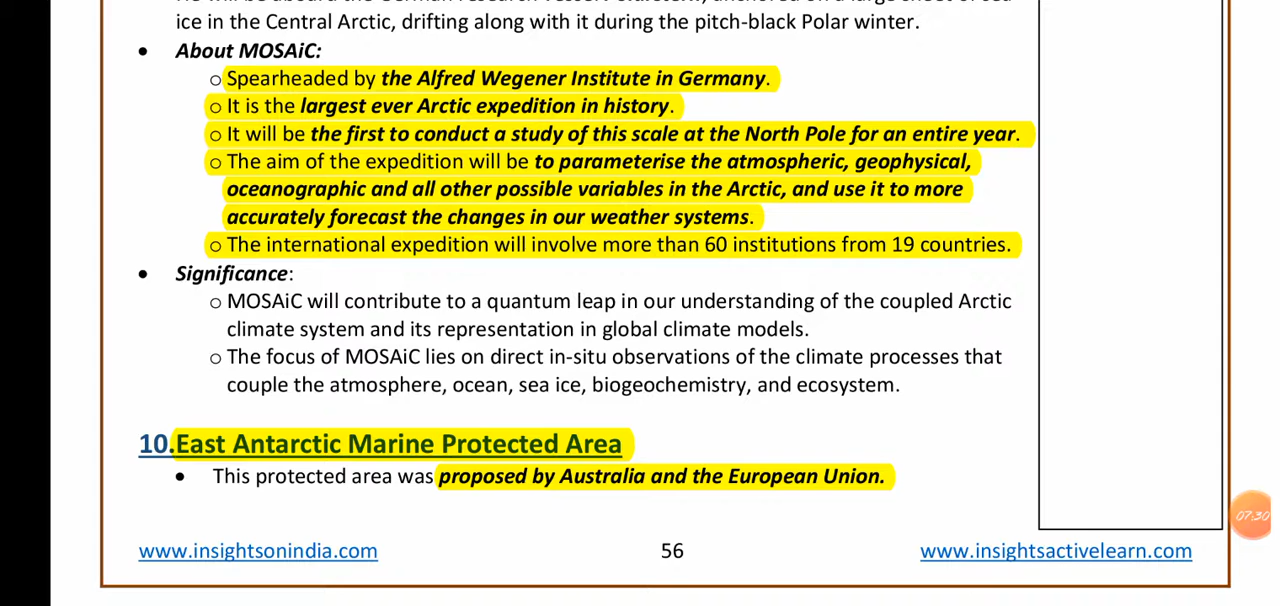 ice in the Central Arctic, drifting along with it during the pitch-black Polar winter.
• About MOSAiC:
o Spearheaded by the Alfred Wegener Institute in Germany.
o It is the largest ever Arctic expedition in history.
o It will be the first to conduct a study of this scale at the North Pole for an entire year.
o The aim of the expedition will be to parameterise the atmospheric, geophysical,
oceanographic and all other possible variables in the Arctic, and use it to more
accurately forecast the changes in our weather systems.
o The international expedition will involve more than 60 institutions from 19 countries.
• Significance:
o MOSAiC will contribute to a quantum leap in our understanding of the coupled Arctic
climate system and its representation in global climate models.
o The focus of MOSAiC lies on direct in-situ observations of the climate processes that
couple the atmosphere, ocean, sea ice, biogeochemistry, and ecosystem.
10.East Antarctic Marine Protected Area
• This protected area was proposed by Australia and the European Union.
07:30
www.insightsonindia.com 56 www.insightsactivelearn.com